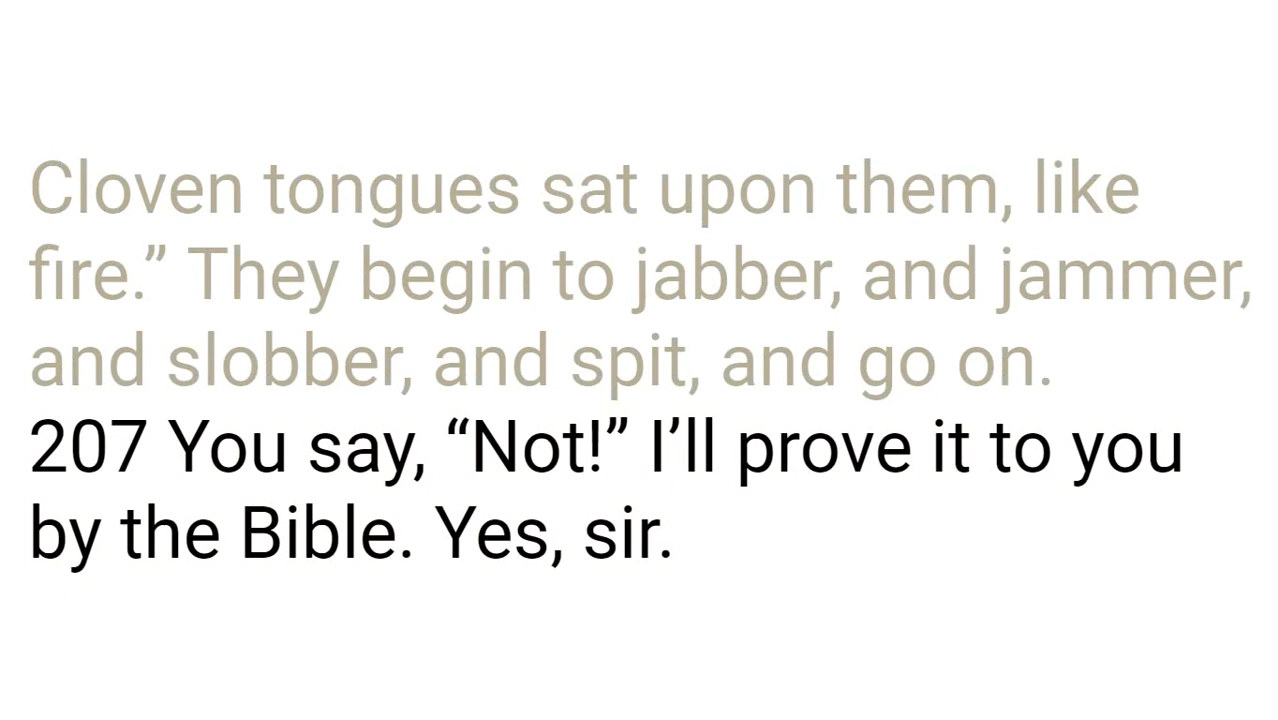 Cloven tongues sat upon them, like
fire.” They begin to jabber, and jammer,
and slobber, and spit, and go on.
207 You say, “Not!” I’ll prove it to you
by the Bible. Yes, sir.